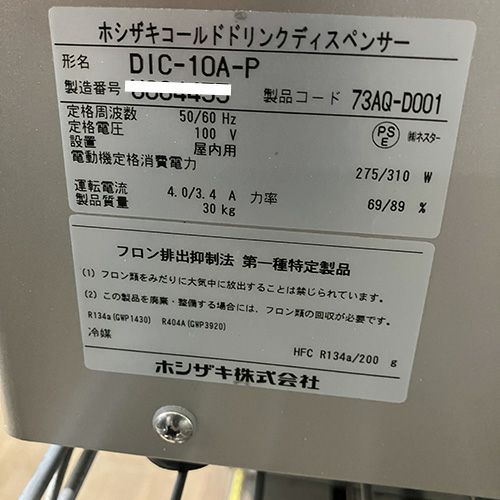 ホシザキコールドドリンクディスペンサー
形名 DIC-10A-P
製造番号 製品コード 73AQ-D001
定格周波数 50/60 Hz
定格電圧 100 V
設置 屋内用
PS E ㈱ネスター
電動機定格消費電力 275/310 W
運転電流 4.0/3.4 A 力率 69/89 %
製品質量 30 kg
フロン排出抑制法 第一種特定製品
(1) フロン類をみだりに大気中に放出することは禁じられています。
(2) この製品を廃棄・整備する場合には、フロン類の回収が必要です。
R134a(GWP1430) R404A(GWP3920)
冷媒 HFC R134a/200 g
ホシザキ株式会社